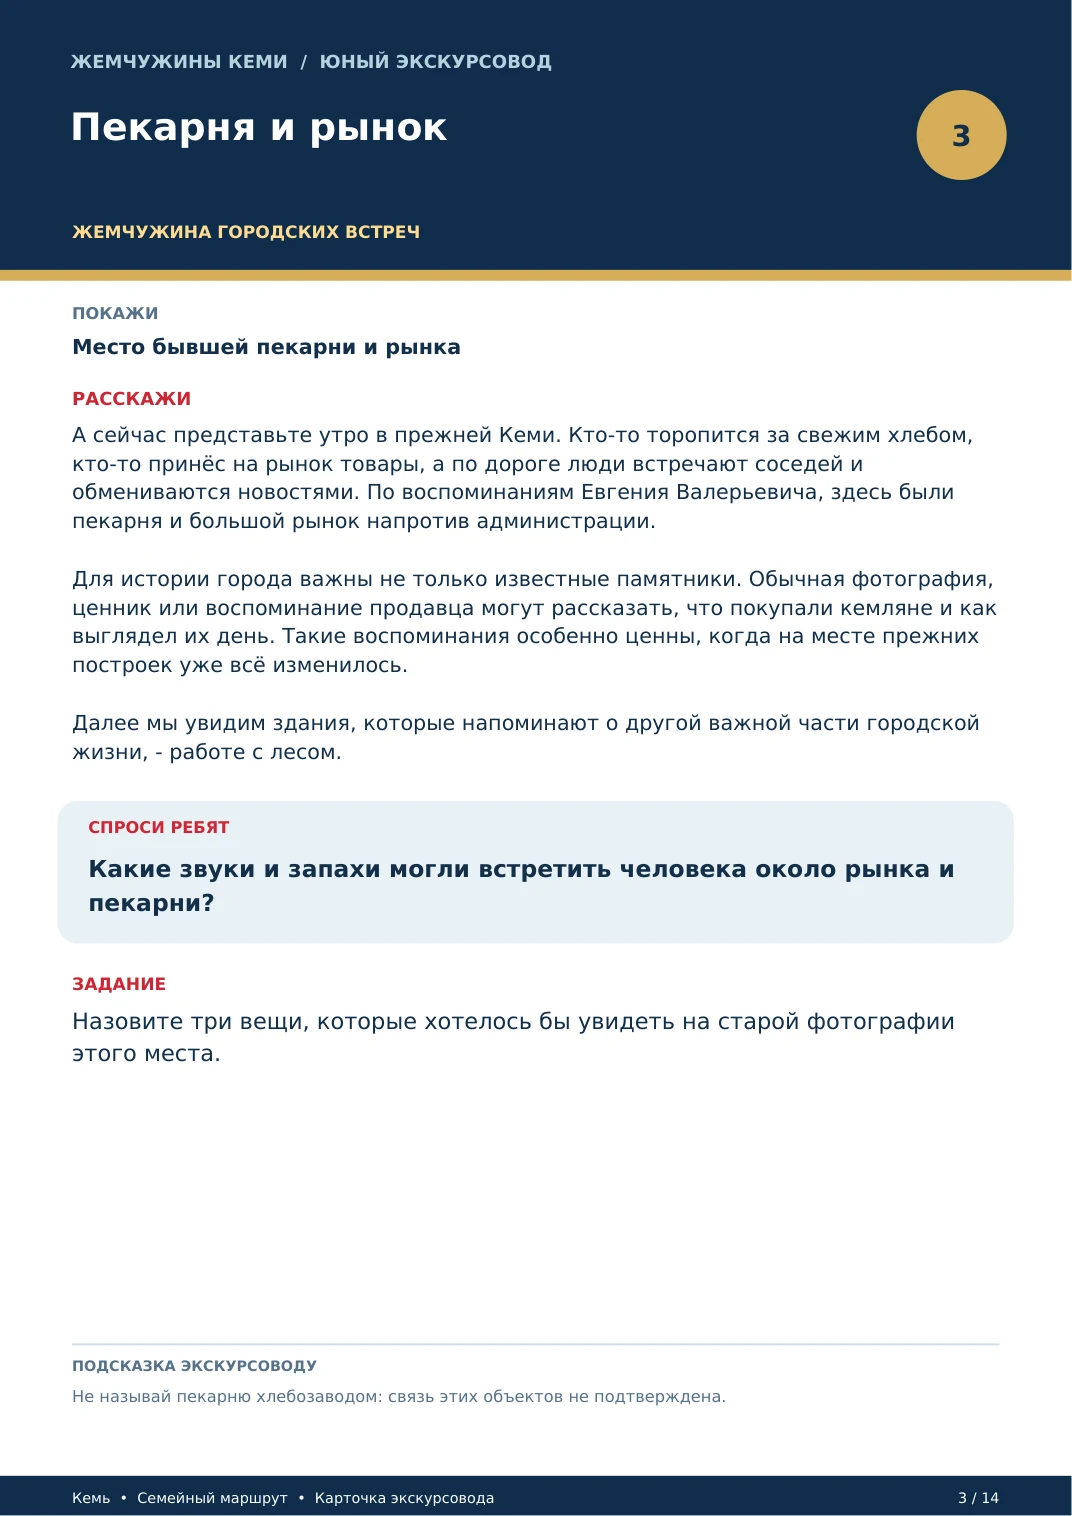 ЖЕМЧУЖИНЫ КЕМИ / ЮНЫЙ ЭКСКУРСОВОД
Пекарня и рынок
3
ЖЕМЧУЖИНА ГОРОДСКИХ ВСТРЕЧ
ПОКАЖИ
Место бывшей пекарни и рынка
РАССКАЖИ
А сейчас представьте утро в прежней Кеми. Кто-то торопится за свежим хлебом,
кто-то принёс на рынок товары, а по дороге люди встречают соседей и
обмениваются новостями. По воспоминаниям Евгения Валерьевича, здесь были
пекарня и большой рынок напротив администрации.
Для истории города важны не только известные памятники. Обычная фотография,
ценник или воспоминание продавца могут рассказать, что покупали кемляне и как
выглядел их день. Такие воспоминания особенно ценны, когда на месте прежних
построек уже всё изменилось.
Далее мы увидим здания, которые напоминают о другой важной части городской
жизни, - работе с лесом.
СПРОСИ РЕБЯТ
Какие звуки и запахи могли встретить человека около рынка и
пекарни?
ЗАДАНИЕ
Назовите три вещи, которые хотелось бы увидеть на старой фотографии
этого места.
ПОДСКАЗКА ЭКСКУРСОВОДУ
Не называй пекарню хлебозаводом: связь этих объектов не подтверждена.
Кемь • Семейный маршрут • Карточка экскурсовода
3 / 14